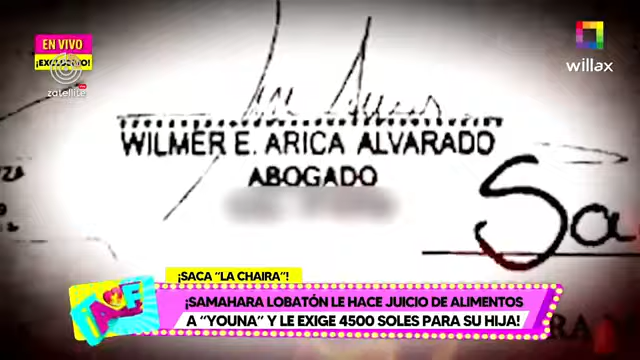 EN VIVO
¡EXCLUSIVO!
zatellite
willax
WILMER E. ARICA ALVARADO
ABOGADO
Sa
¡SACA “LA CHAIRA”!
¡SAMAHARA LOBATÓN LE HACE JUICIO DE ALIMENTOS
A “YOUNA” Y LE EXIGE 4500 SOLES PARA SU HIJA!